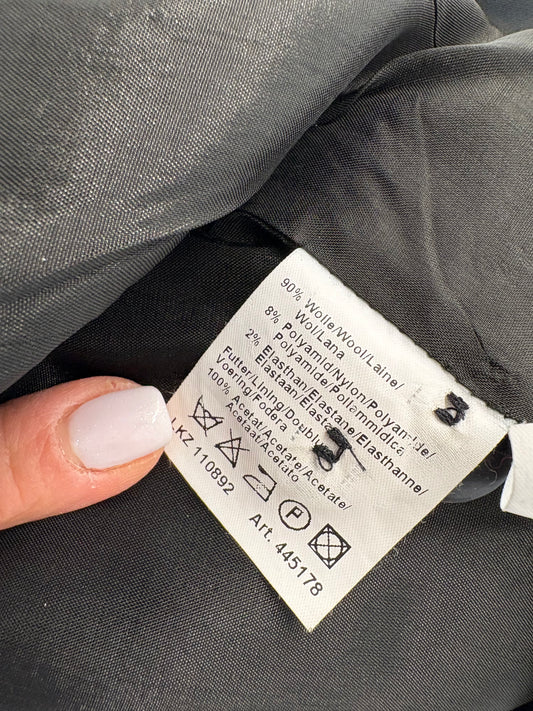 90% Wolle/Wool/Laine/
Wol/Lana
8% Polyamid/Nylon/Polyamide/
Polyamide/Poliammidica
2% Elasthan/Elastane/Elasthanne/
Elastaan/Elastan
Futter/Lining/Doublure
Voering/Fodera
100% Acetat/Acetate/Acetate/
Acetaat/Acetato
KZ 110892
P
Art. 445178